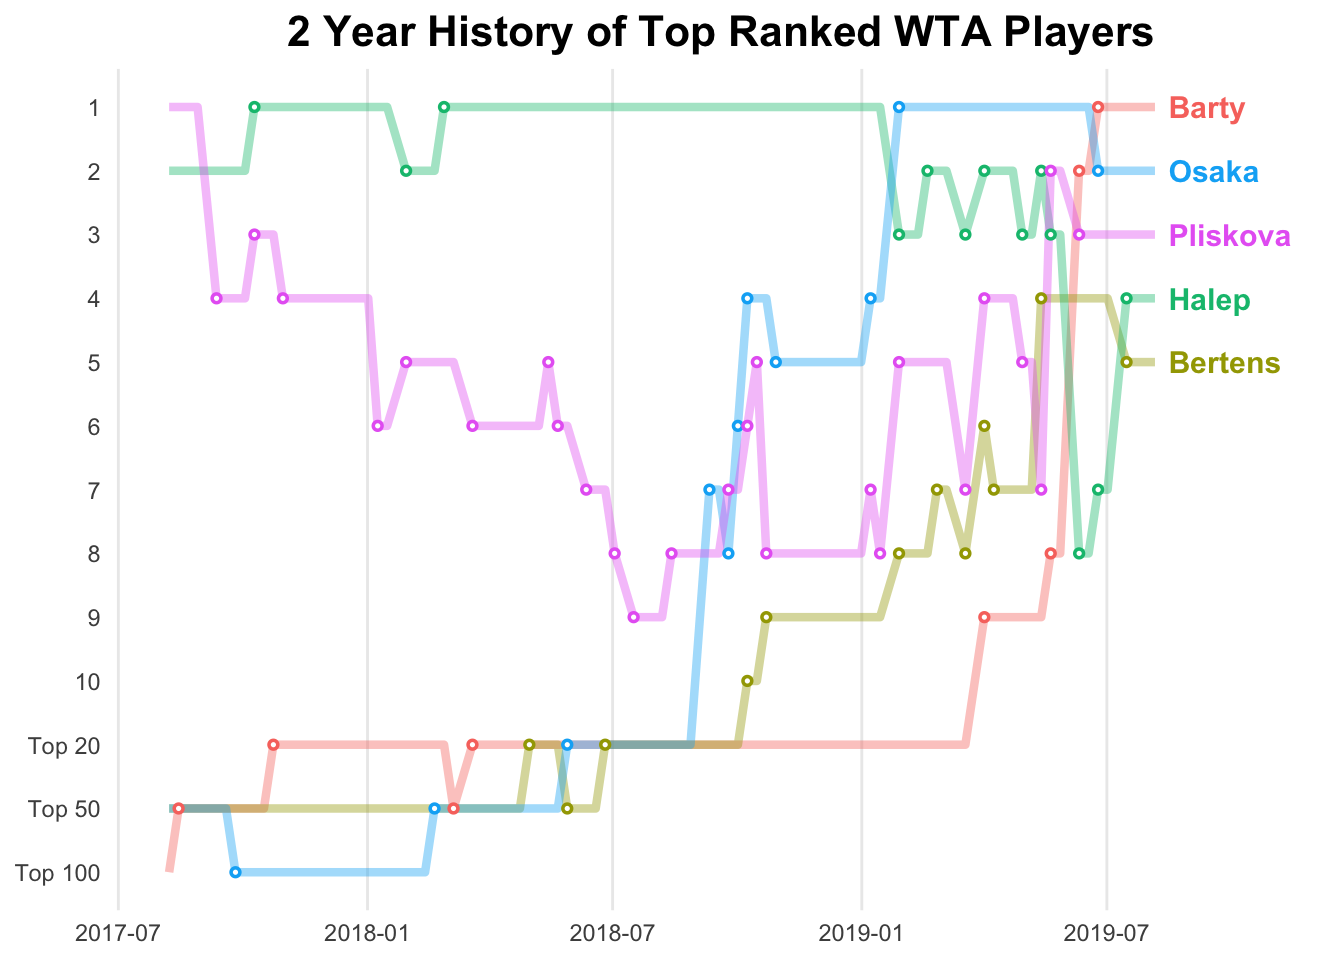 2 Year History of Top Ranked WTA Players
1
2
3
4
5
6
7
8
9
10
Top 20
Top 50
Top 100
Barty
Osaka
Pliskova
Halep
Bertens
2017-07
2018-01
2018-07
2019-01
2019-07